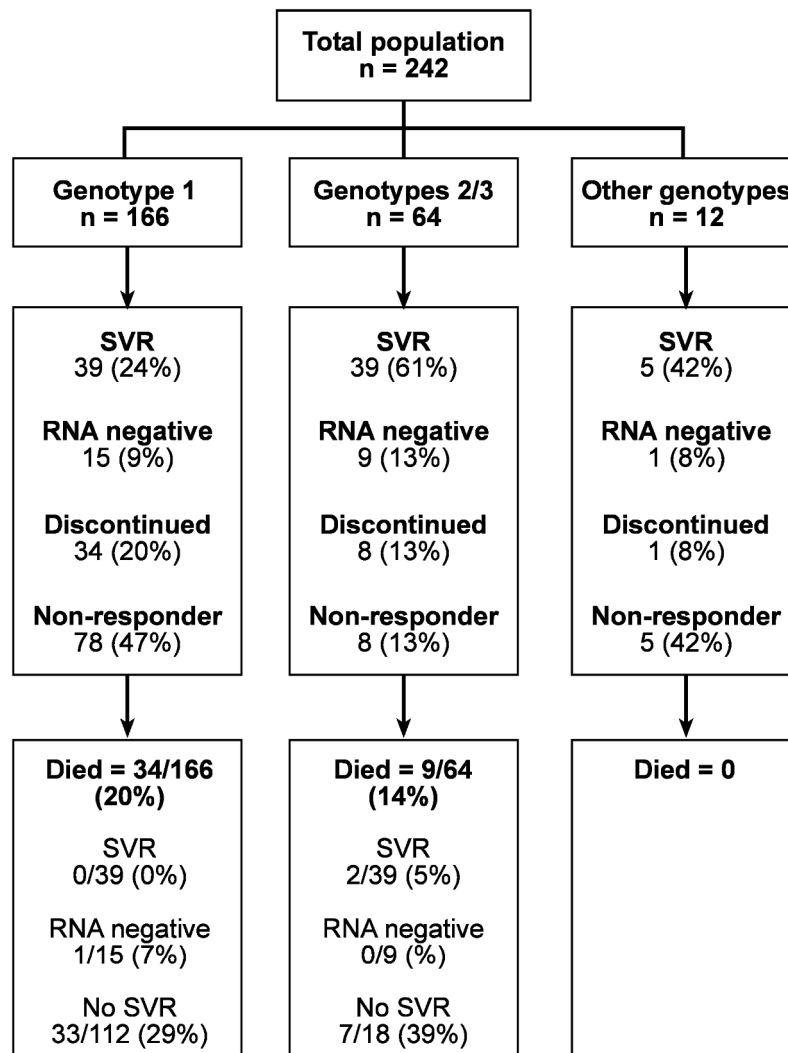 Total population
n = 242
Genotype 1
n = 166
Genotypes 2/3
n = 64
Other genotypes
n = 12
SVR
39 (24%)
RNA negative
15 (9%)
Discontinued
34 (20%)
Non-responder
78 (47%)
SVR
39 (61%)
RNA negative
9 (13%)
Discontinued
8 (13%)
Non-responder
8 (13%)
SVR
5 (42%)
RNA negative
1 (8%)
Discontinued
1 (8%)
Non-responder
5 (42%)
Died = 34/166
(20%)
SVR
0/39 (0%)
RNA negative
1/15 (7%)
No SVR
33/112 (29%)
Died = 9/64
(14%)
SVR
2/39 (5%)
RNA negative
0/9 (%)
No SVR
7/18 (39%)
Died = 0